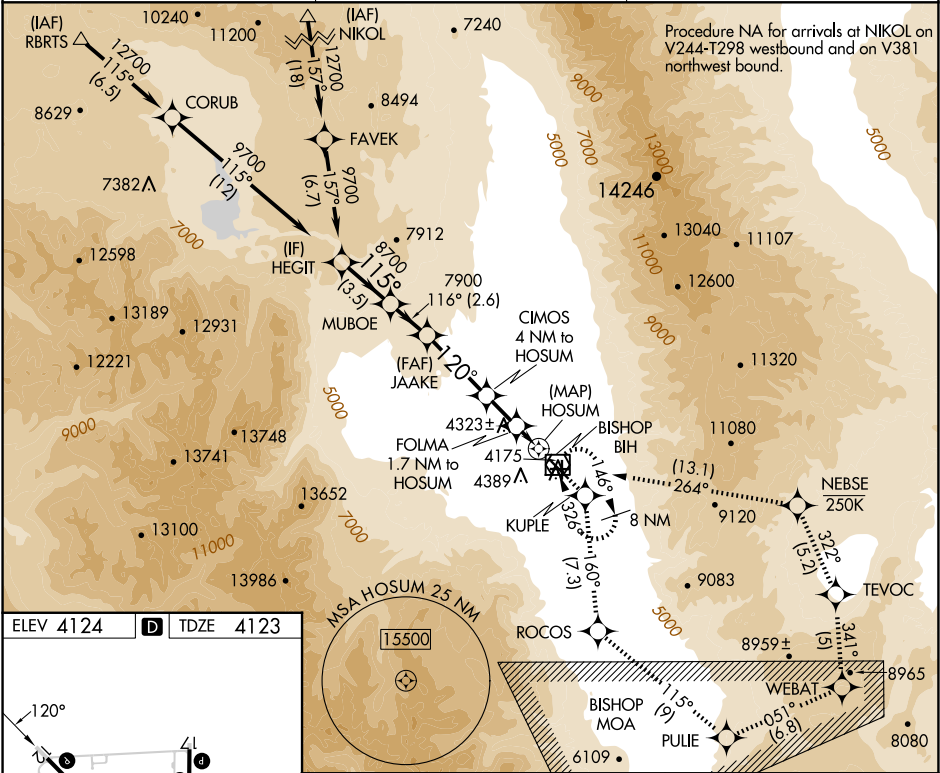 (IAF)
RBRTS
10240
11200
(IAF)
NIKOL
7240
Procedure NA for arrivals at NIKOL on
V244-T298 westbound and on V381
northwest bound.
12700
115°
(6.5)
12700
157°
(18)
8629
CORUB
8494
FAVEK
9000
7000
5000
13000
5000
14246
9700
115°
(12)
9700
157°
(6.7)
7382
7000
(IF)
HEGIT
7912
8700
115°
(3.5)
7900
116° (2.6)
13040
11107
11000
12600
12598
13189
12931
12221
MUBOE
CIMOS
4 NM to
HOSUM
9000
11320
(FAF)
JAAKE
120°
5000
(MAP)
HOSUM
4323±
BISHOP
BIH
FOLMA
1.7 NM to
HOSUM
4175
4389
11080
9000
13748
13741
(13.1)
264°
NEBSE
250K
146°
326°
8 NM
9120
KUPLE
13652
7000
13100
11000
322°
(5.2)
160°
(7.3)
13986
9083
TEVOC
MSA HOSUM 25 NM
15500
5000
ROCOS
341°
(5)
8959±
8965
WEBAT
115°
(9)
BISHOP
MOA
051°
(6.8)
PULIE
6109
8080
ELEV 4124
D
TDZE 4123
120°
12
17
P
P